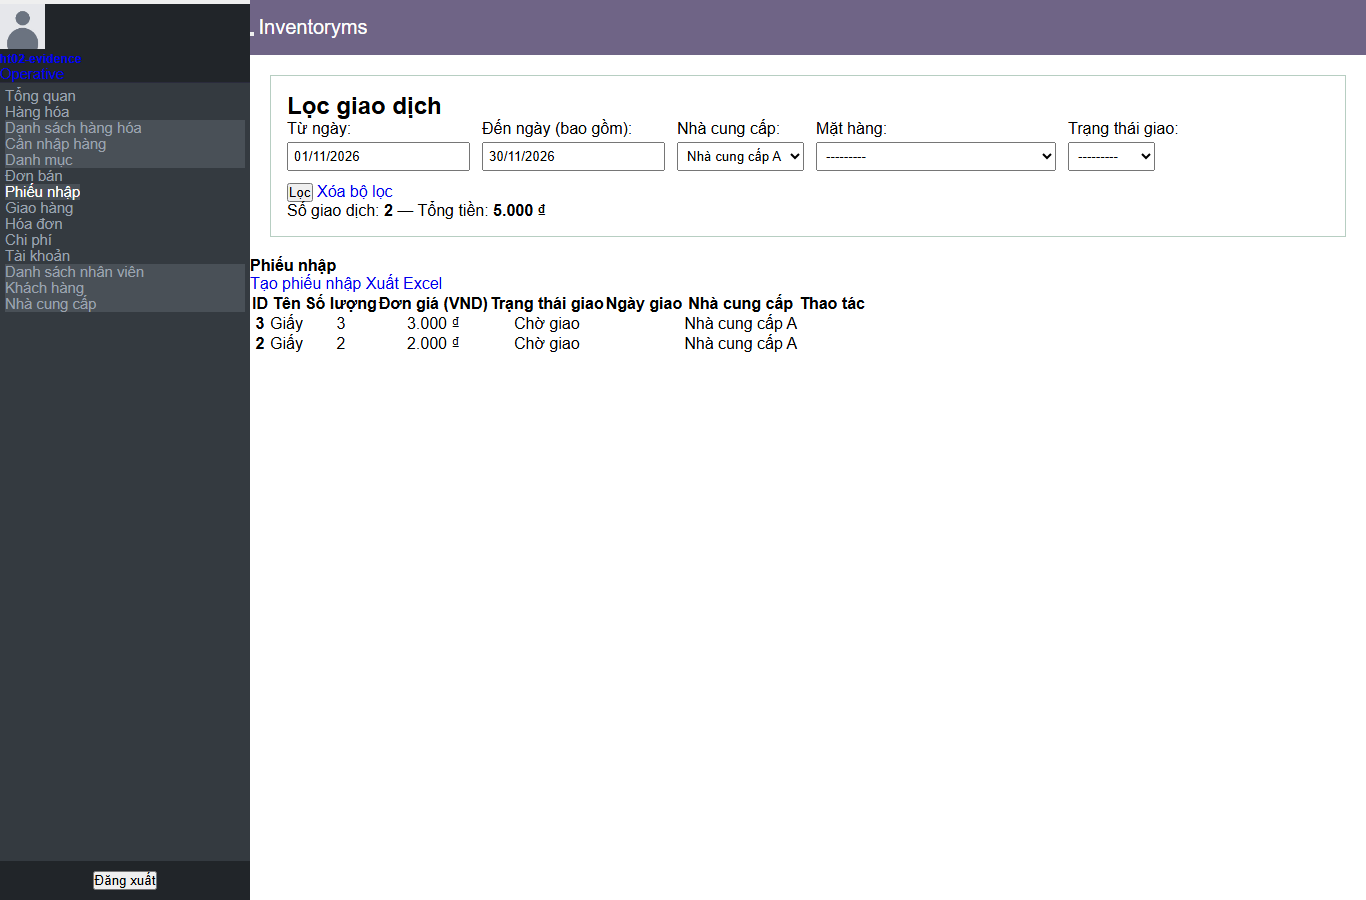 Operative
Tổng quan
Hàng hóa
Danh sách hàng hóa
Cần nhập hàng
Danh mục
Đơn bán
Phiếu nhập
Giao hàng
Hóa đơn
Chi phí
Tài khoản
Danh sách nhân viên
Khách hàng
Nhà cung cấp
Đăng xuất
Inventoryms
Lọc giao dịch
Từ ngày: Đến ngày (bao gồm): Nhà cung cấp: Mặt hàng: Trạng thái giao:
01/11/2026 30/11/2026 Nhà cung cấp A --------- ---------
Lọc Xóa bộ lọc
Số giao dịch: 2 — Tổng tiền: 5.000 ₫
Phiếu nhập
Tạo phiếu nhập Xuất Excel
ID Tên Số lượng Đơn giá (VND) Trạng thái giao Ngày giao Nhà cung cấp Thao tác
3 Giấy 3 3.000 ₫ Chờ giao Nhà cung cấp A
2 Giấy 2 2.000 ₫ Chờ giao Nhà cung cấp A